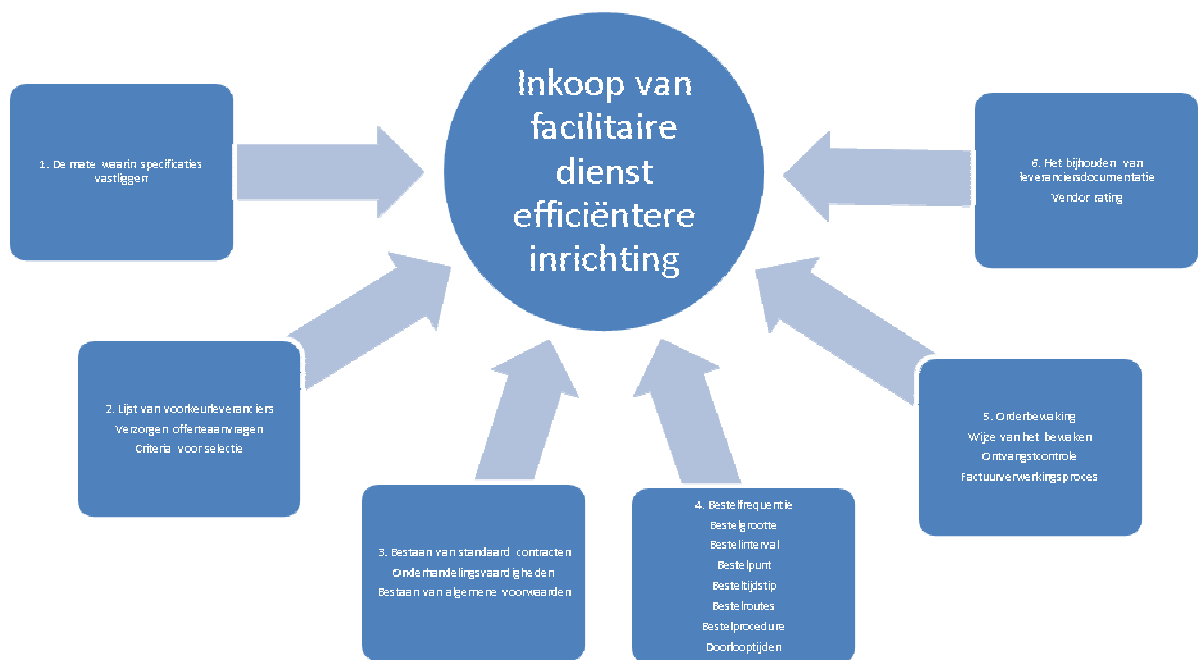 Inkoop van
facilitaire
dienst
efficiëntere
inrichting
1. De mate waarin specificaties
vastliggen
2. Lijst van voorkeurleveranciers
Verzorgen offerteaanvragen
Criteria voor selectie
3. Bestaan van standaard contracten
Onderhandelingsvaardigheden
Bestaan van algemene voorwaarden
4. Bestelfrequentie
Bestelgrootte
Bestelinterval
Bestelpunt
Besteltijdstip
Bestelroutes
Bestelprocedure
Doorlooptijden
5. Orderbewaking
Wijze van het bewaken
Ontvangstcontrole
Factuurverwerkingsproces
6. Het bijhouden van
leveranciersdocumentatie
Vendor rating